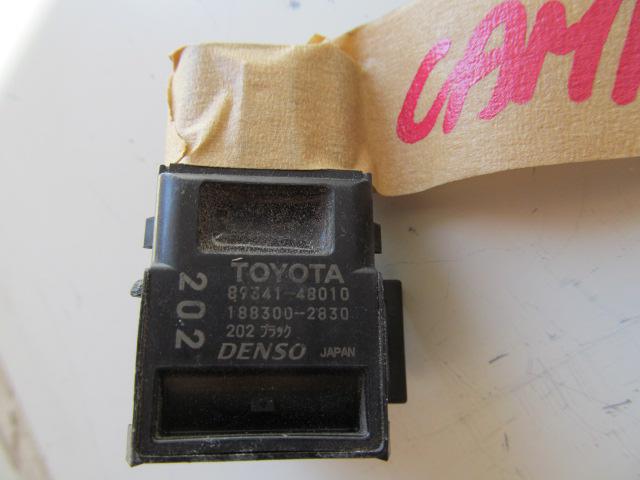 CAM
TOYOTA
89341-48010
188300-2830
202 ブラック
DENSO JAPAN
202